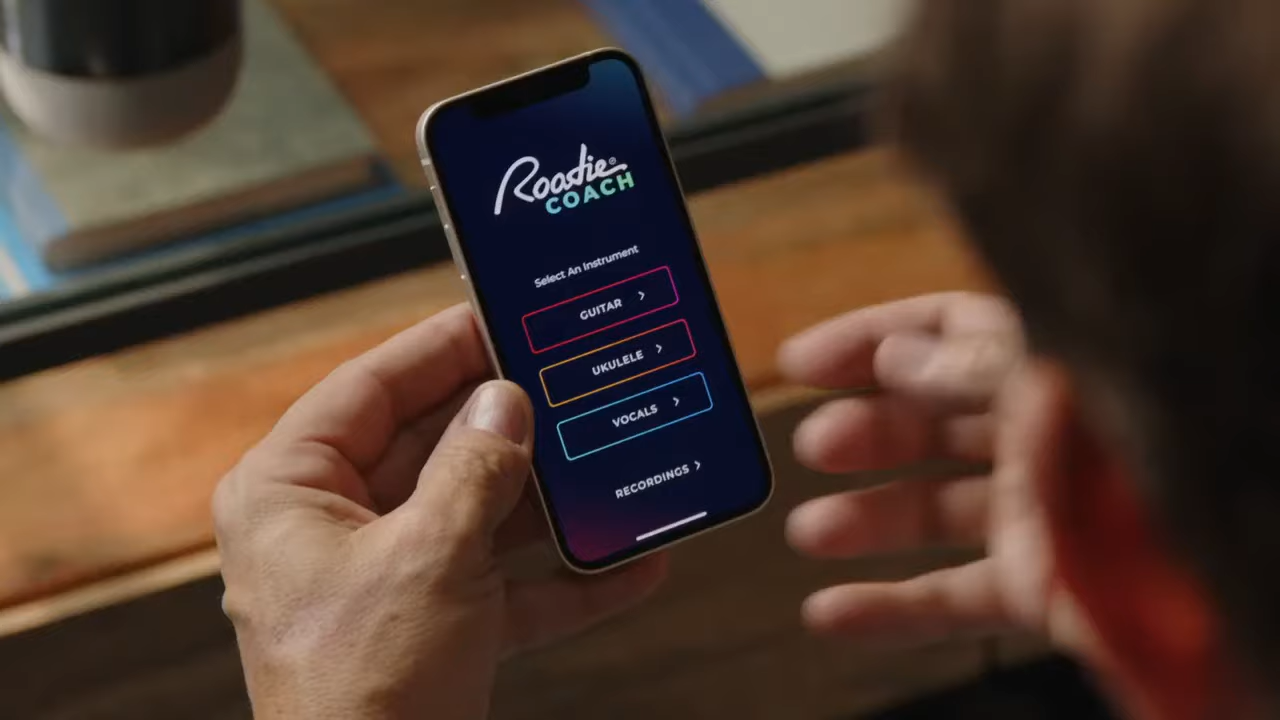 Roadie®
COACH
Select An Instrument
GUITAR >
UKULELE >
VOCALS >
RECORDINGS >